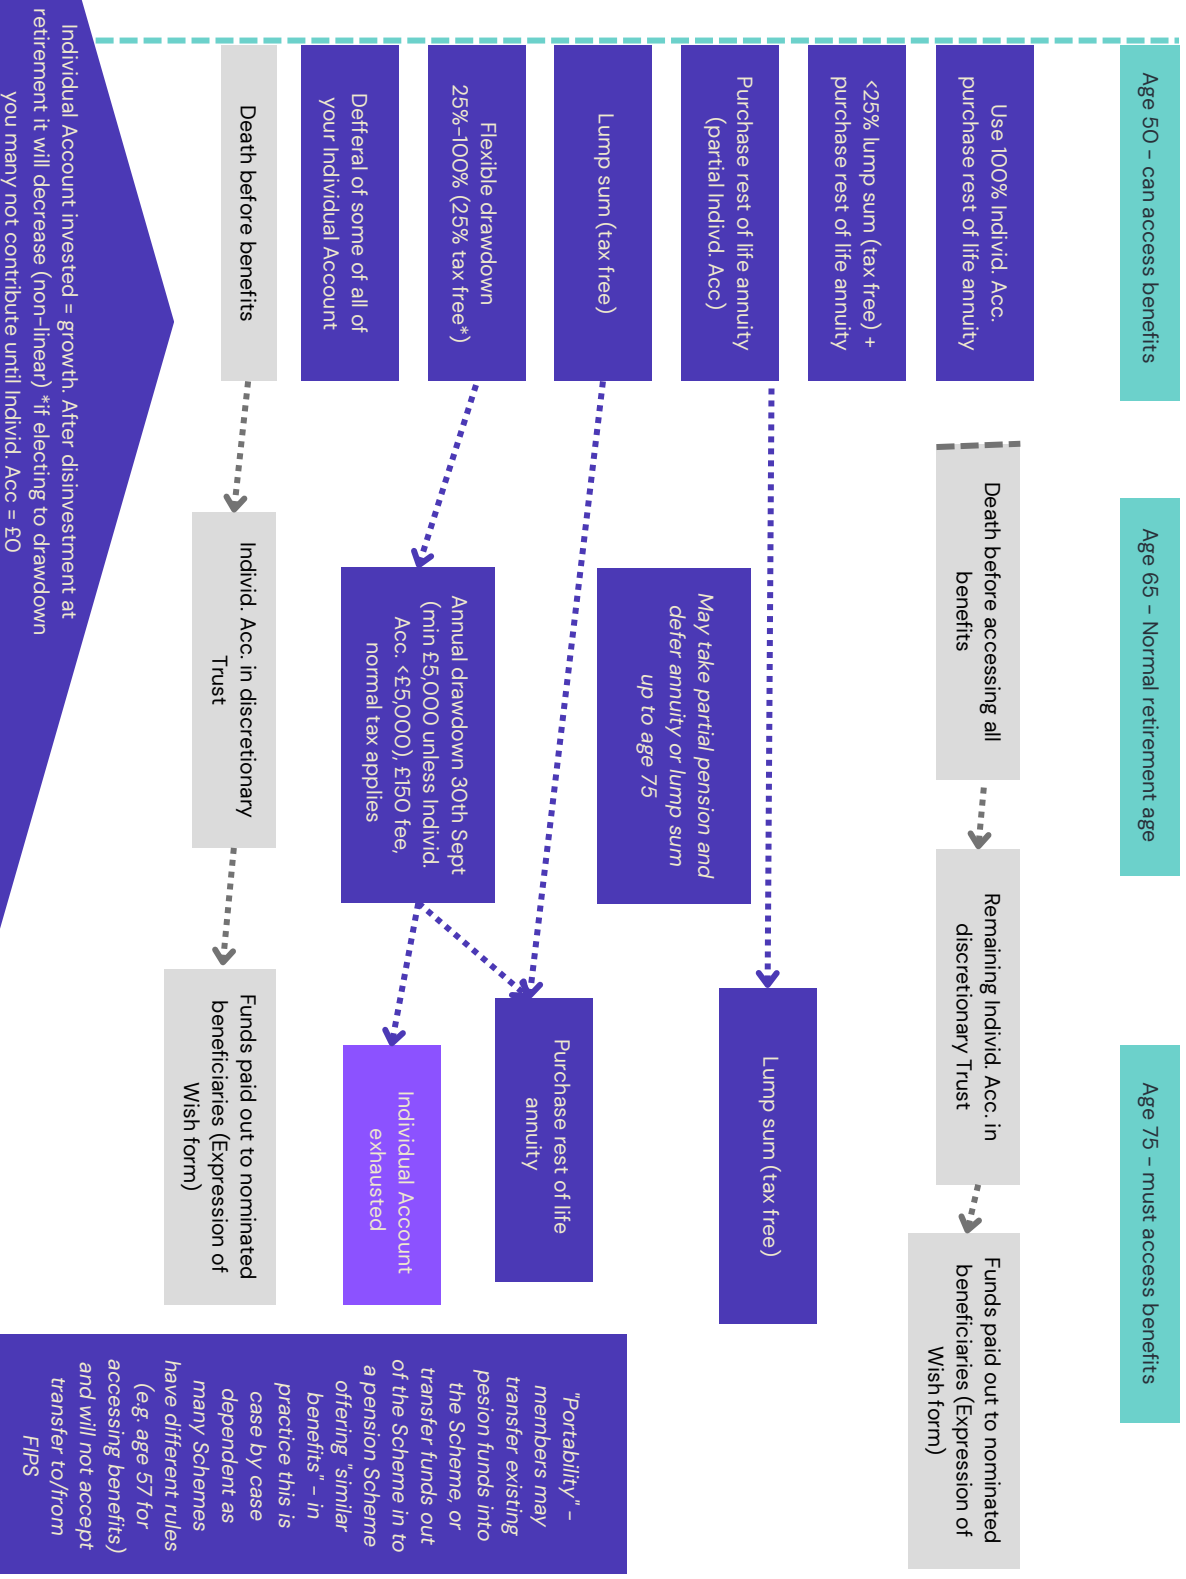 Age 50 - can access benefits
Age 65 - Normal retirement age
Age 75 - must access benefits
Use 100% Individ. Acc.
purchase rest of life annuity
Death before accessing all
benefits
Remaining Individ. Acc. in
discretionary Trust
Funds paid out to nominated
beneficiaries (Expression of
Wish form)
<25% lump sum (tax free) +
purchase rest of life annuity
Purchase rest of life annuity
(partial Indivd. Acc)
Lump sum (tax free)
May take partial pension and
defer annuity or lump sum
up to age 75
Lump sum (tax free)
Purchase rest of life
annuity
Flexible drawdown
25%-100% (25% tax free*)
Annual drawdown 30th Sept
(min £5,000 unless Individ.
Acc. <£5,000), £150 fee,
normal tax applies
Individual Account
exhausted
Defferal of some of all of
your Individual Account
Death before benefits
Individ. Acc. in discretionary
Trust
Funds paid out to nominated
beneficiaries (Expression of
Wish form)
Individual Account invested = growth. After disinvestment at
retirement it will decrease (non-linear) *if electing to drawdown
you many not contribute until Individ. Acc = £0
"Portability" -
members may
transfer existing
pesion funds into
the Scheme, or
transfer funds out
of the Scheme in to
a pension Scheme
offering "similar
benefits" - in
practice this is
case by case
dependent as
many Schemes
have different rules
(e.g. age 57 for
accessing benefits)
and will not accept
transfer to/from
FIPS